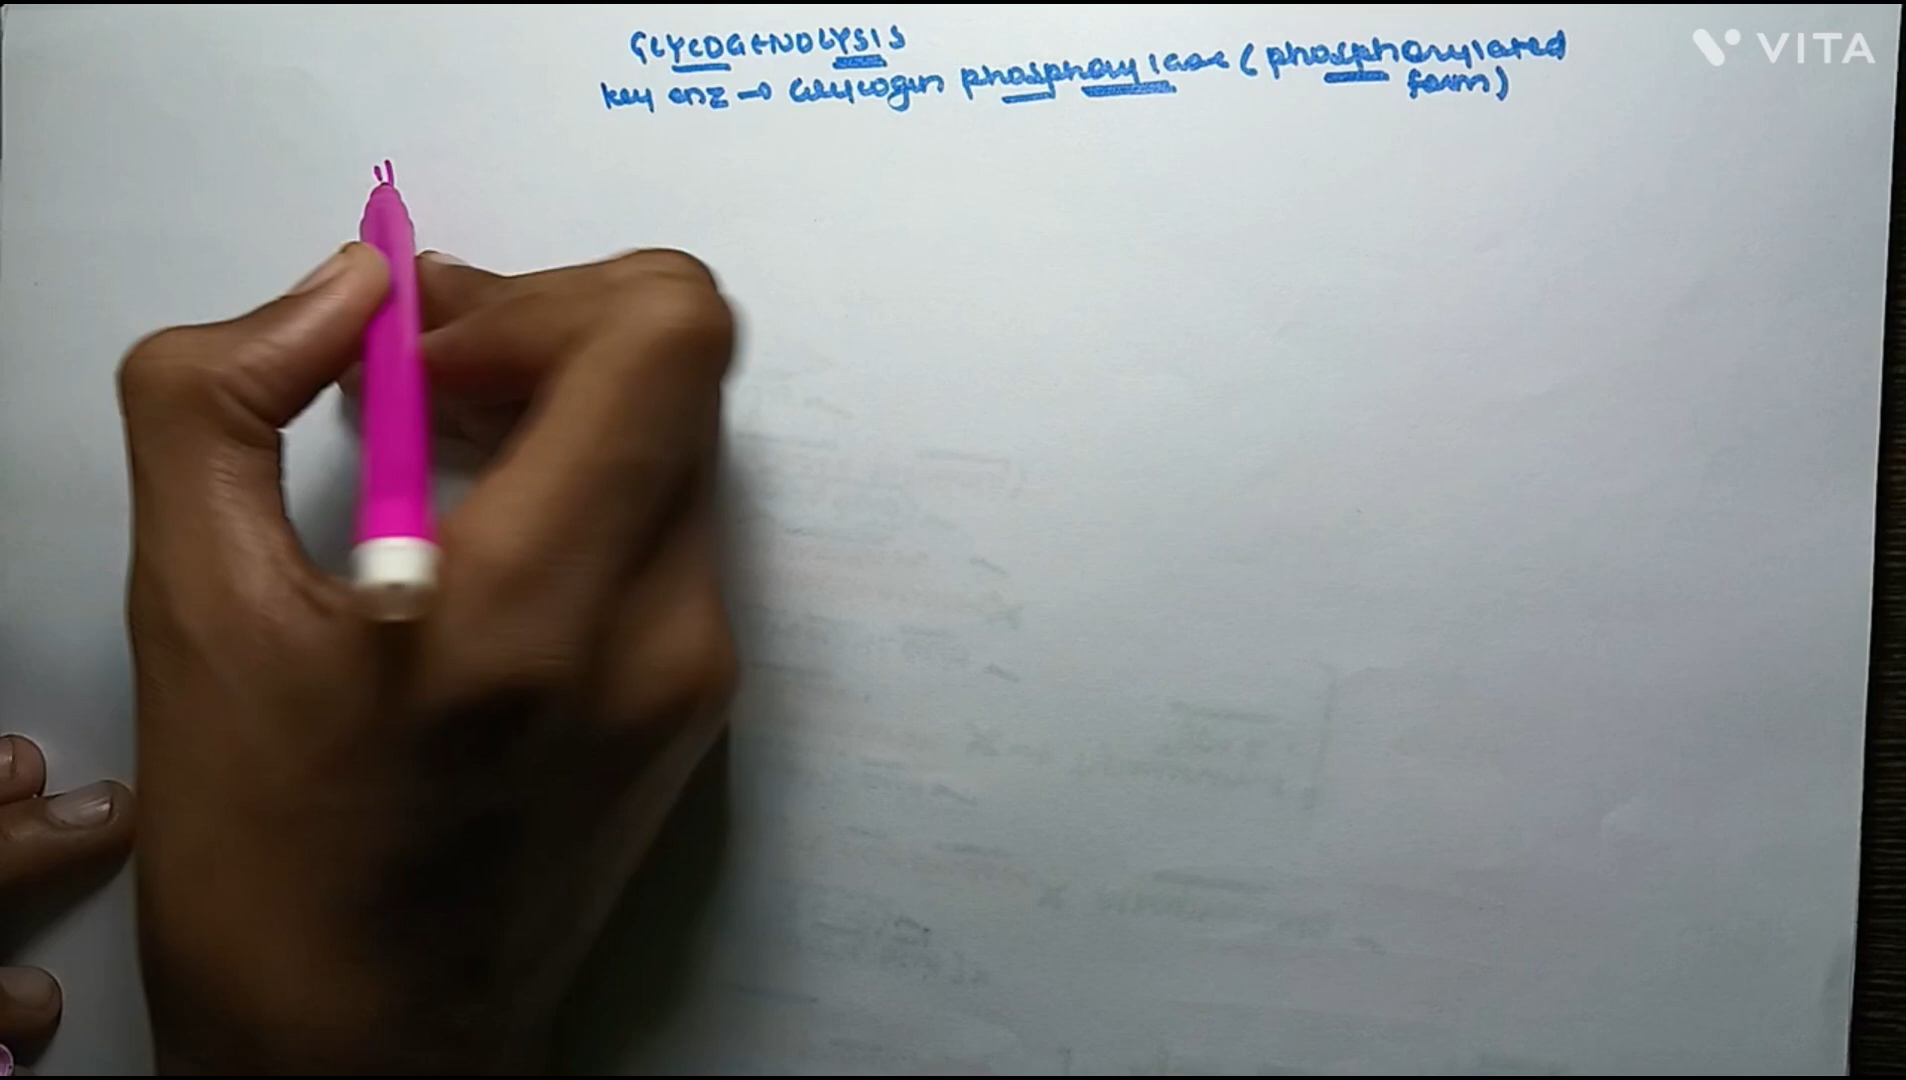 GLYCOGENOLYSIS
key enz → Glycogen phosphorylase (phosphorylated
form)
VITA